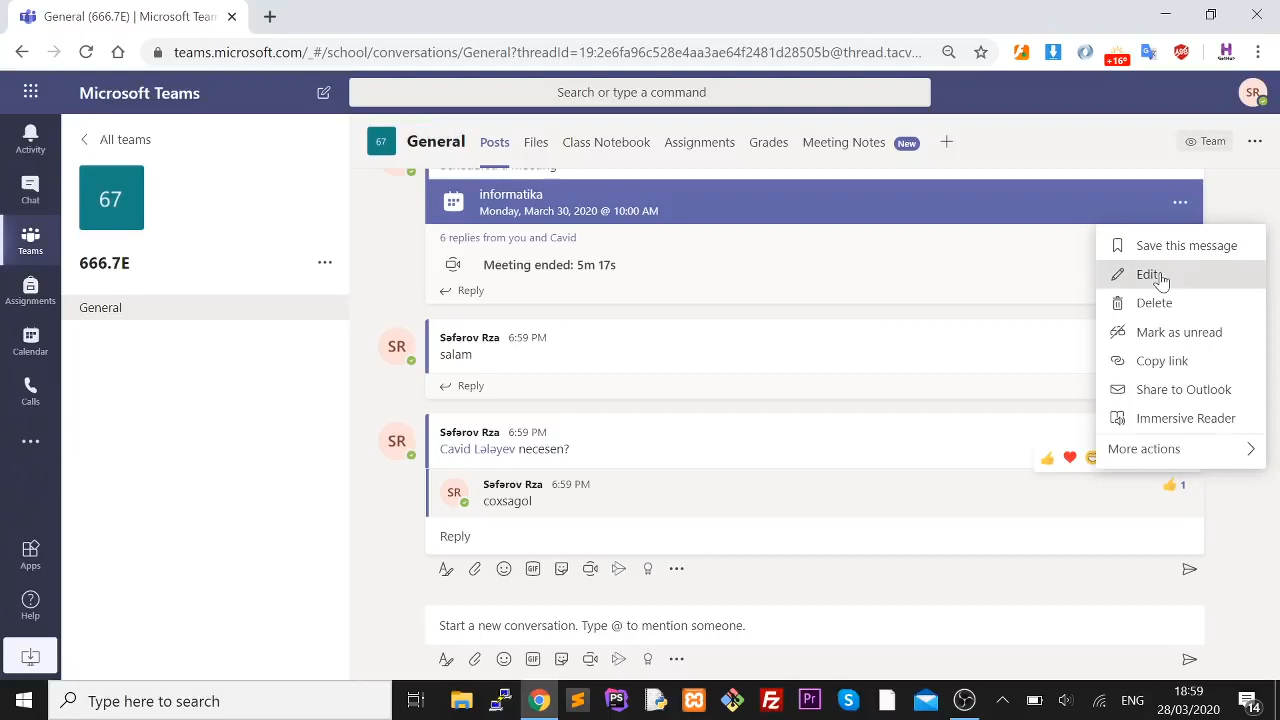 General (666.7E) | Microsoft Team
teams.microsoft.com/_#/school/conversations/General?threadId=19:2e6fa96c528e4aa3ae64f2481d28505b@thread.tacv...
+16°
Microsoft Teams
Search or type a command
SR
Activity
Chat
Teams
Assignments
Calendar
Calls
Apps
Help
All teams
67
666.7E
General
67
General
Posts
Files
Class Notebook
Assignments
Grades
Meeting Notes
New
Team
informatika
Monday, March 30, 2020 @ 10:00 AM
6 replies from you and Cavid
Meeting ended: 5m 17s
Reply
SR
Səfərov Rza 6:59 PM
salam
Reply
SR
Səfərov Rza 6:59 PM
Cavid Lələyev necesen?
SR
Səfərov Rza 6:59 PM
coxsagol
1
Reply
Start a new conversation. Type @ to mention someone.
Save this message
Edit
Delete
Mark as unread
Copy link
Share to Outlook
Immersive Reader
More actions
Type here to search
ENG
18:59
28/03/2020
14